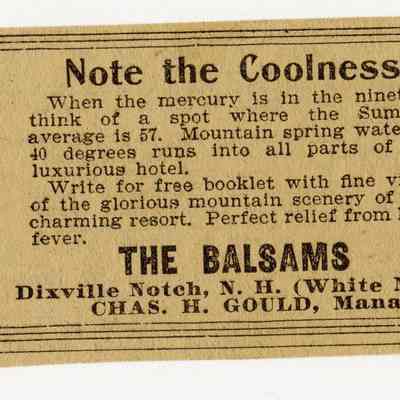 Note the Coolness
When the mercury is in the ninet
think of a spot where the Sum
average is 57. Mountain spring wate
40 degrees runs into all parts of
luxurious hotel.
Write for free booklet with fine v
of the glorious mountain scenery of
charming resort. Perfect relief from
fever.
THE BALSAMS
Dixville Notch, N. H. (White
CHAS. H. GOULD, Mana